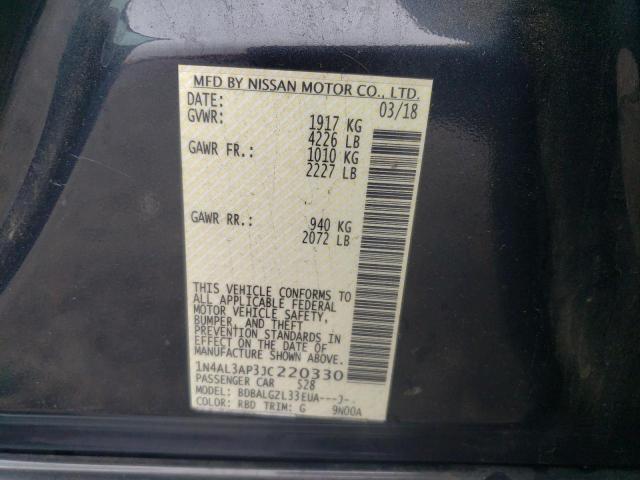 MFD BY NISSAN MOTOR CO., LTD.
DATE: 03/18
GVWR: 1917 KG
4226 LB
GAWR FR.: 1010 KG
2227 LB
GAWR RR.: 940 KG
2072 LB
THIS VEHICLE CONFORMS TO
ALL APPLICABLE FEDERAL
MOTOR VEHICLE SAFETY,
BUMPER, AND THEFT
PREVENTION STANDARDS IN
EFFECT ON THE DATE OF
MANUFACTURE SHOWN ABOVE.
1N4AL3AP3JC220330
PASSENGER CAR S28
MODEL: BDBALGZL33EUA---J-
COLOR: RBD TRIM: G 9N00A